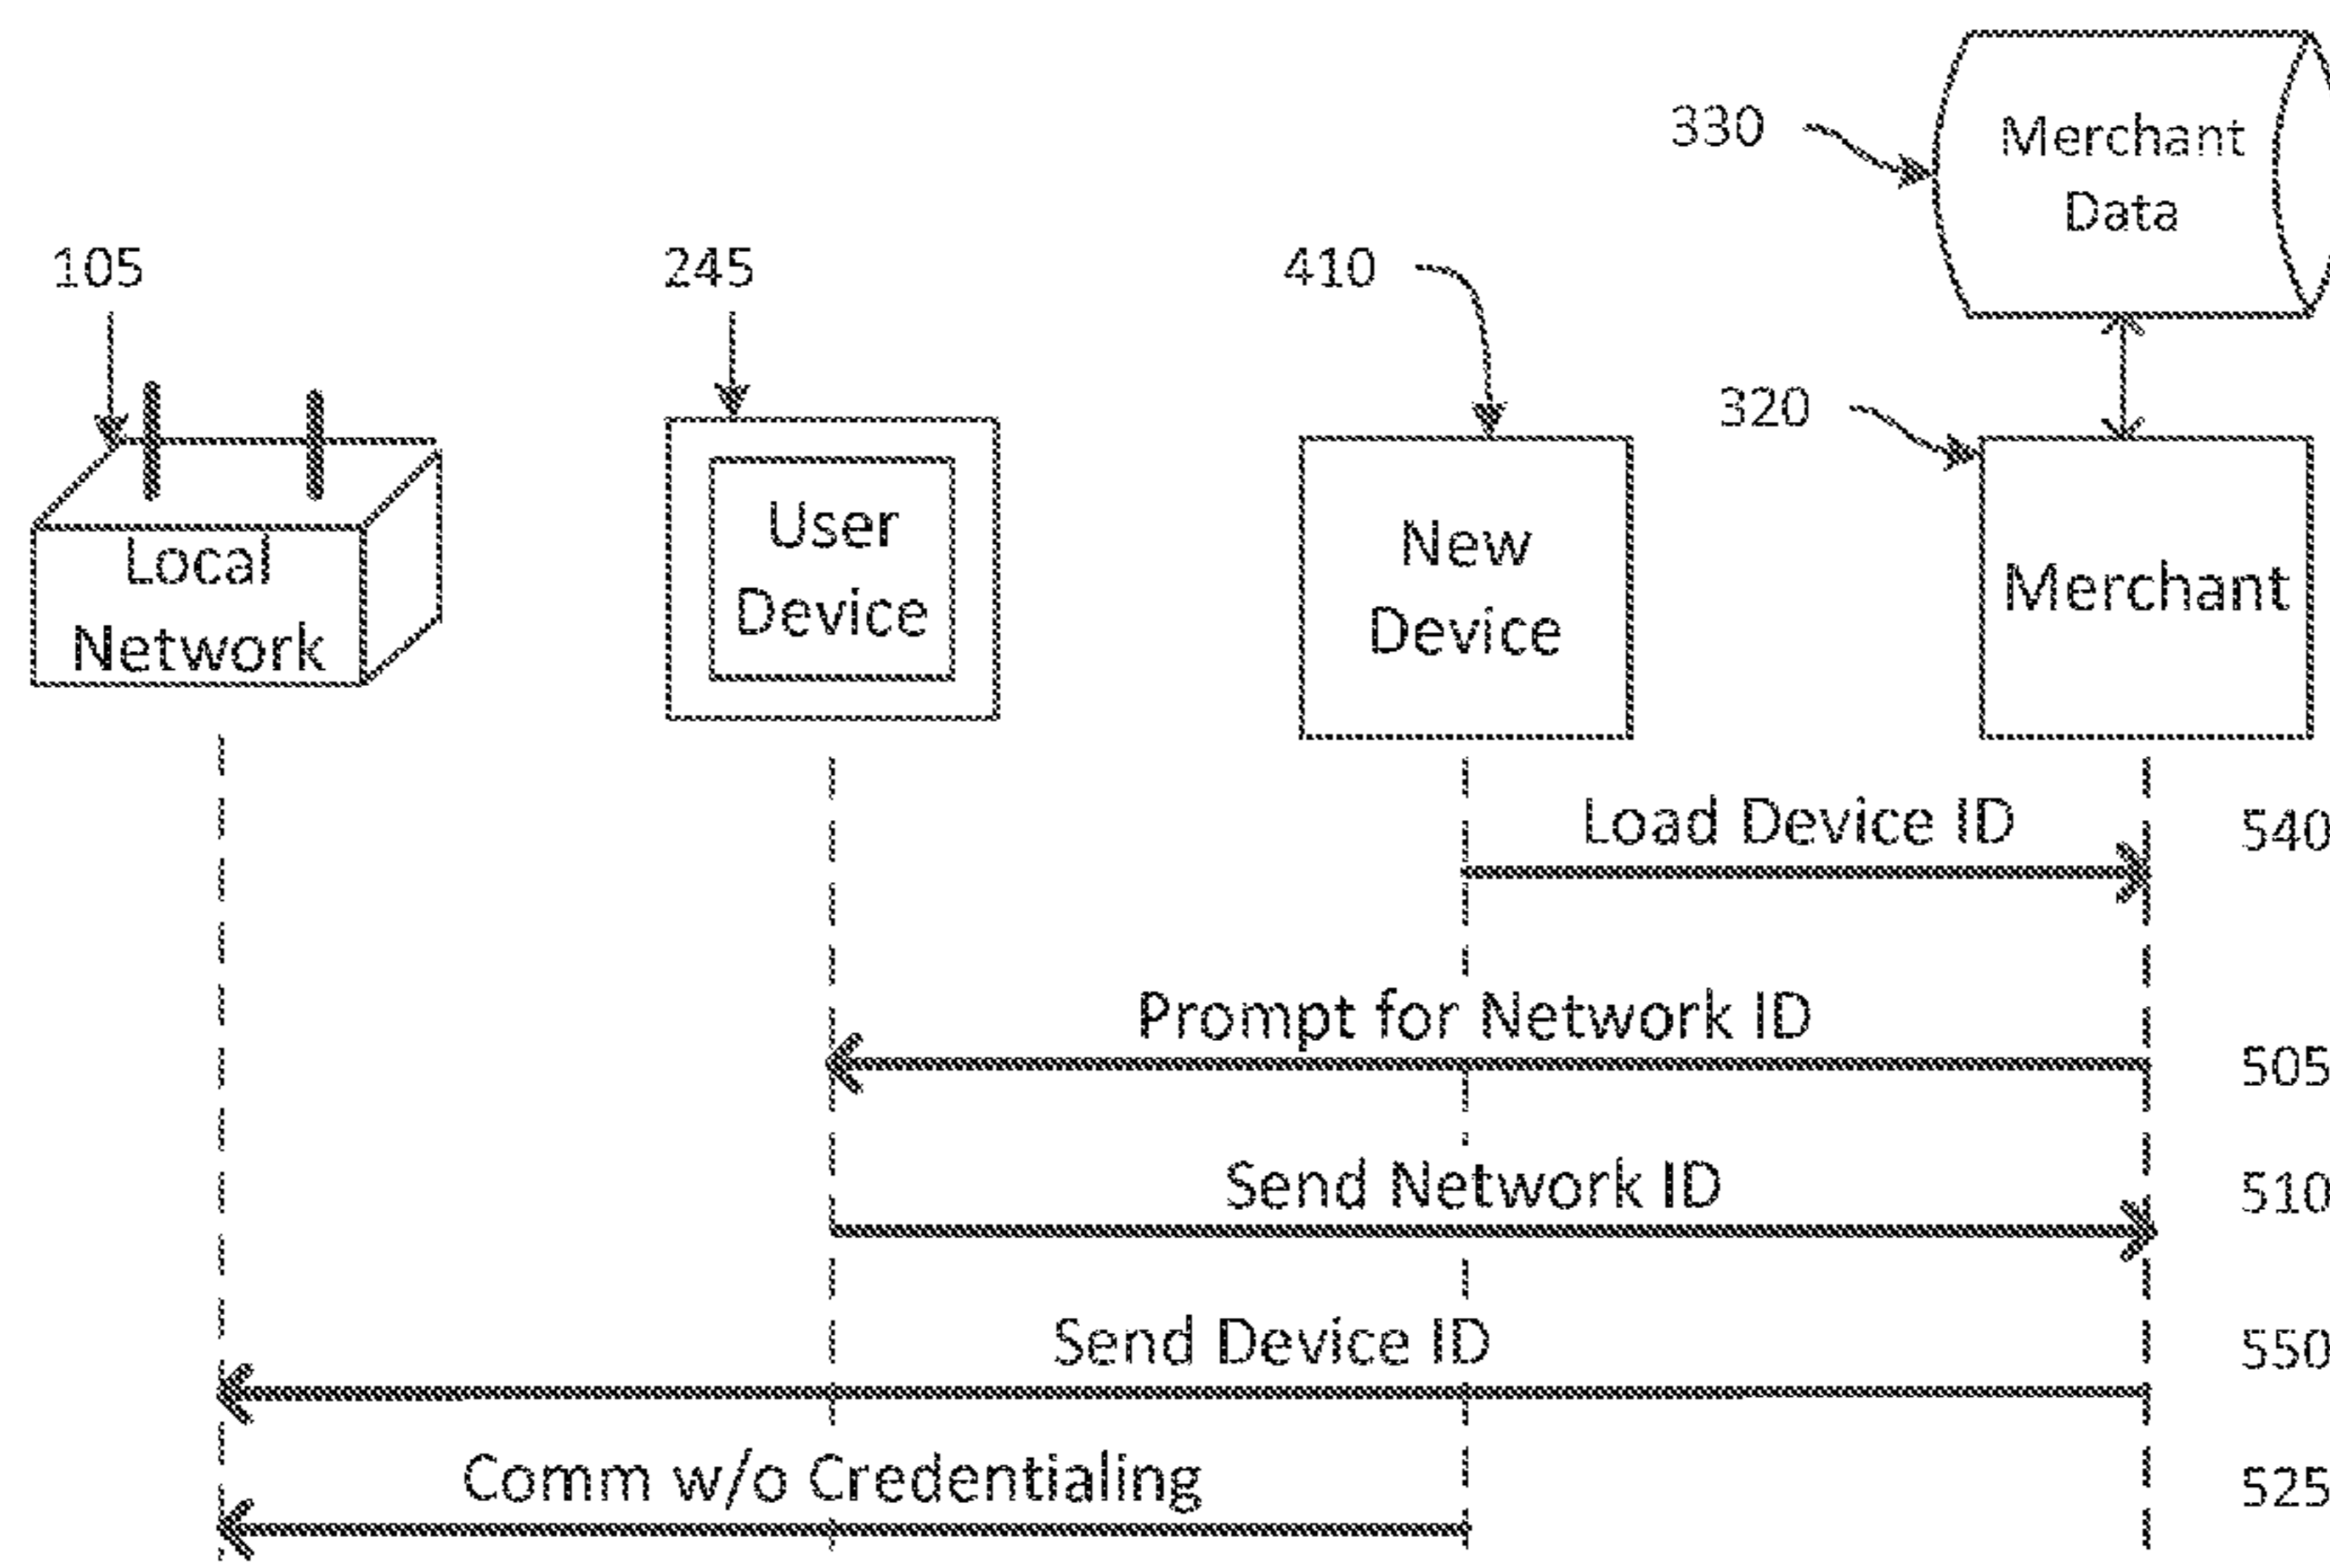 330
Merchant
Data
105
245
410
320
Local
Network
User
Device
New
Device
Merchant
Load Device ID
540
Prompt for Network ID
505
Send Network ID
510
Send Device ID
550
Comm w/o Credentialing
525